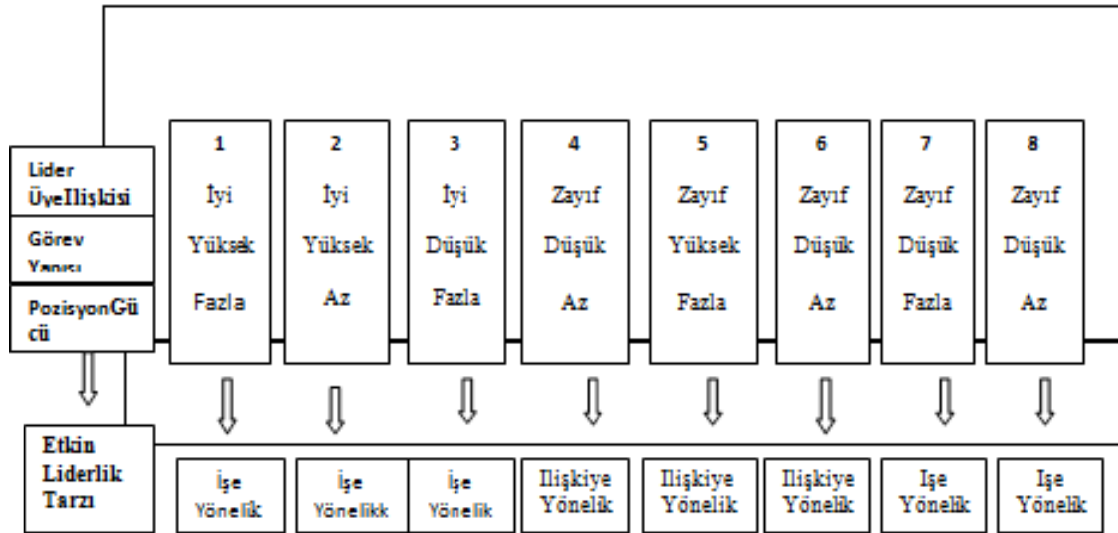 1 2 3 4 5 6 7 8
Lider
ÜyeIlişkisi
İyi İyi İyi Zayıf Zayıf Zayıf Zayıf Zayıf
Görev
Yapısı
Yüksek Yüksek Düşük Düşük Yüksek Düşük Düşük Düşük
PozisyonGü
cü
Fazla Az Fazla Az Fazla Az Fazla Az
Etkin
Liderlik
Tarzı
İşe İşe İşe Ilişkiye Ilişkiye Ilişkiye Işe Işe
Yönelik Yönelikk Yönelik Yönelik Yönelik Yönelik Yönelik Yönelik